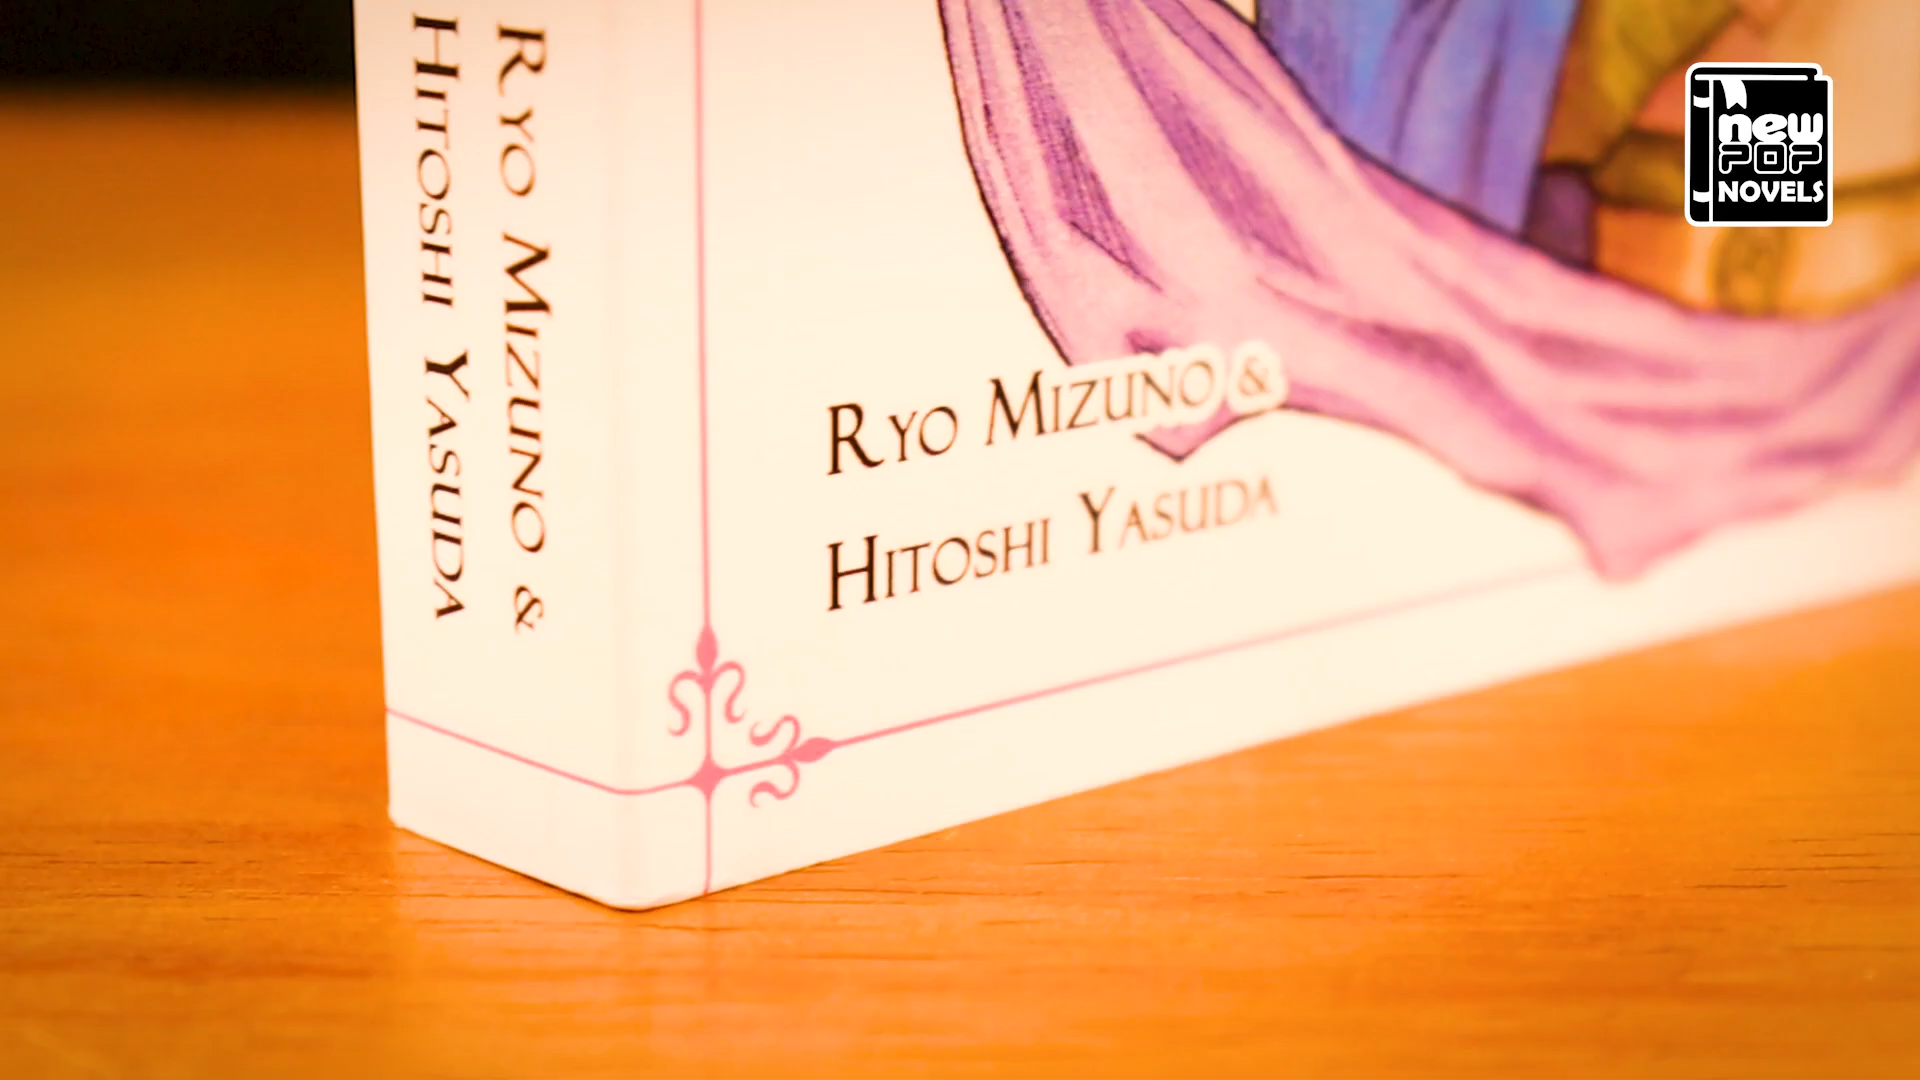 RYO MIZUNO &
HITOSHI YASUDA
RYO MIZUNO &
HITOSHI YASUDA
new
POP
NOVELS